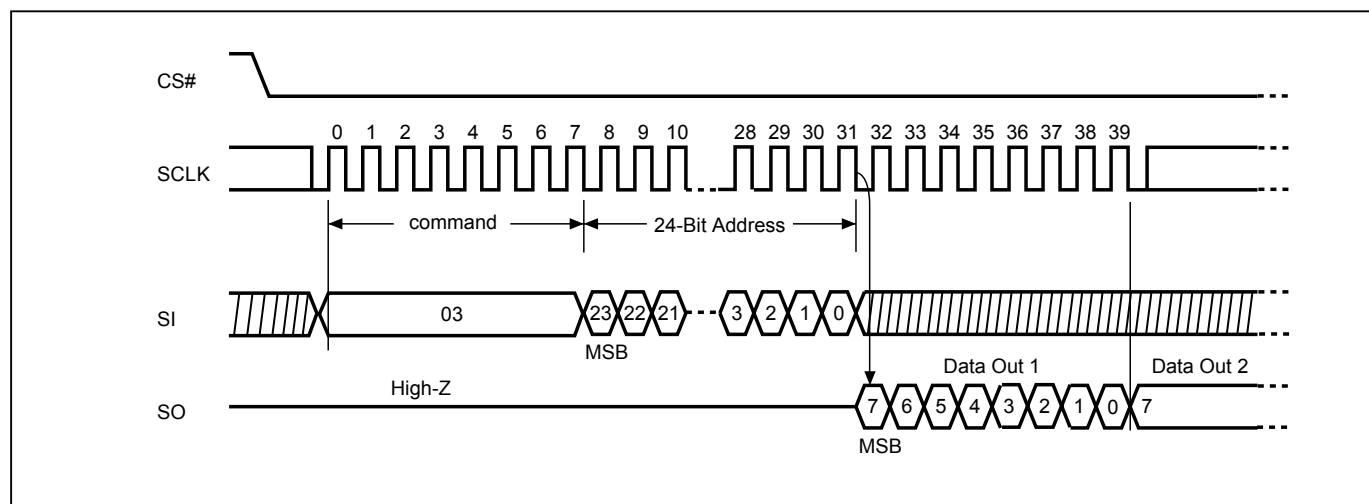 CS#
0 1 2 3 4 5 6 7 8 9 10 28 29 30 31 32 33 34 35 36 37 38 39
SCLK
command 24-Bit Address
SI 03 23 22 21 3 2 1 0
MSB
Data Out 1 Data Out 2
High-Z
SO 7 6 5 4 3 2 1 0 7
MSB